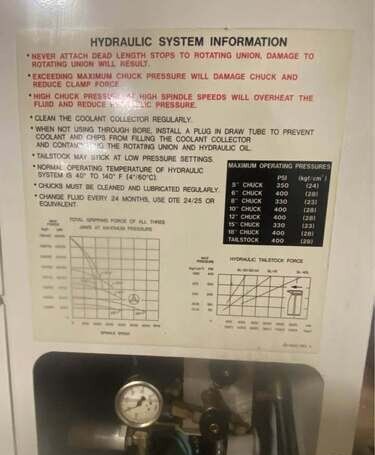 HYDRAULIC SYSTEM INFORMATION
• NEVER ATTACH DEAD LENGTH STOPS TO ROTATING UNION, DAMAGE TO
ROTATING UNION WILL RESULT.
• EXCEEDING MAXIMUM CHUCK PRESSURE WILL DAMAGE CHUCK AND
REDUCE CLAMP FORCE.
• HIGH CHUCK PRESSURE AT HIGH SPINDLE SPEEDS WILL OVERHEAT THE
FLUID AND REDUCE HYDRAULIC PRESSURE.
• CLEAN THE COOLANT COLLECTOR REGULARLY.
• WHEN NOT USING THROUGH BORE, INSTALL A PLUG IN DRAW TUBE TO PREVENT
COOLANT AND CHIPS FROM FILLING THE COOLANT COLLECTOR
AND CONTAMINATING THE ROTATING UNION AND HYDRAULIC OIL.
• TAILSTOCK MAY STICK AT LOW PRESSURE SETTINGS.
• NORMAL OPERATING TEMPERATURE OF HYDRAULIC
SYSTEM IS 40° TO 140° F (4°/60°C).
• CHUCKS MUST BE CLEANED AND LUBRICATED REGULARLY.
• CHANGE FLUID EVERY 24 MONTHS, USE DTE 24/25 OR
EQUIVALENT.
MAXIMUM OPERATING PRESSURES
PSI (kg/cm²)
5" CHUCK 350 (24)
6" CHUCK 400 (28)
8" CHUCK 330 (23)
10" CHUCK 400 (28)
12" CHUCK 400 (28)
15" CHUCK 330 (23)
18" CHUCK 400 (28)
TAILSTOCK 400 (28)
TOTAL GRIPPING FORCE OF ALL THREE
JAWS AT MAXIMUM PRESSURE
SPINDLE SPEED
HYDRAULIC TAILSTOCK FORCE